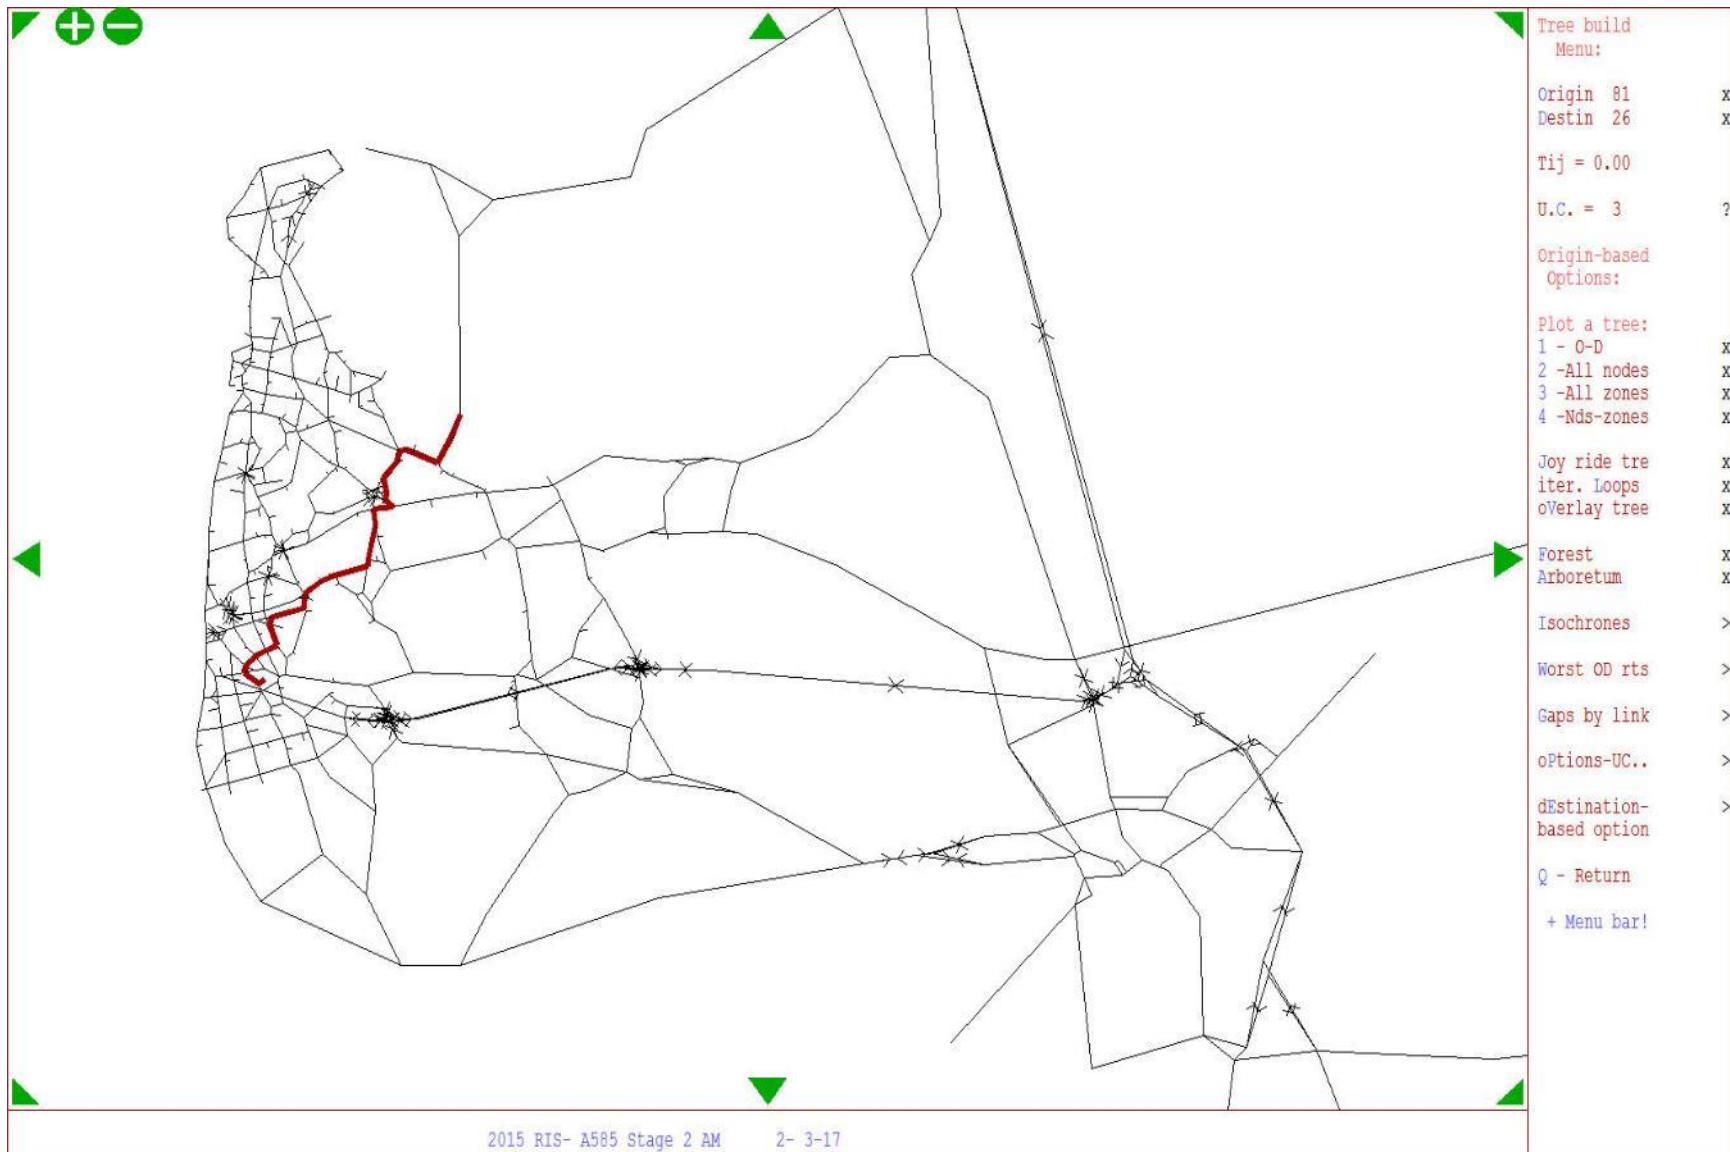 Tree build
Menu:
Origin 81 x
Destin 26 x
Tij = 0.00
U.C. = 3 ?
Origin-based
Options:
Plot a tree:
1 - O-D x
2 -All nodes x
3 -All zones x
4 -Nds-zones x
Joy ride tre x
iter. Loops x
oVerlay tree x
Forest x
Arboretum x
Isochrones >
Worst OD rts >
Gaps by link >
oPtions-UC.. >
dEstination- >
based option
Q - Return
+ Menu bar!
2015 RIS- A585 Stage 2 AM 2- 3-17